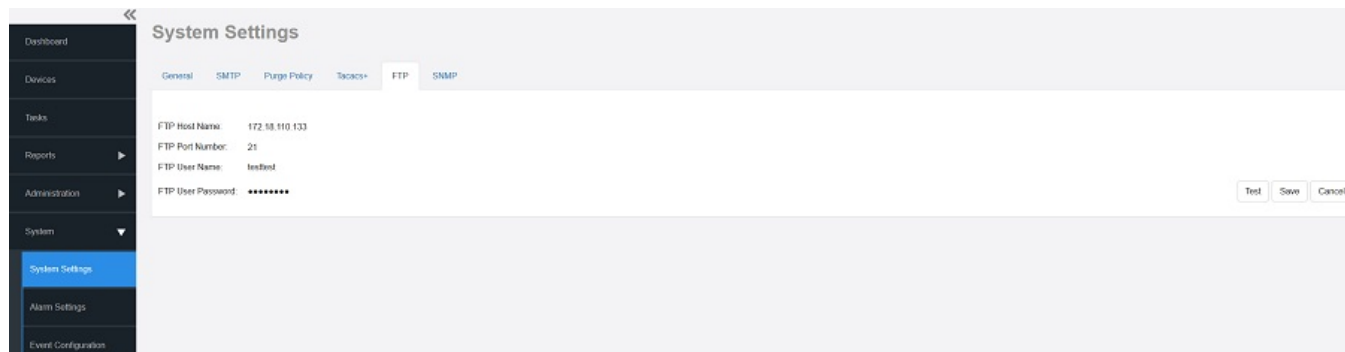 System Settings
General SMTP Purge Policy Tacacs+ FTP SNMP
Dashboard
Devices
Tasks
Reports
Administration
System
System Settings
Alarm Settings
Event Configuration
FTP Host Name: 172.18.110.133
FTP Port Number: 21
FTP User Name: testtest
FTP User Password: ••••••••
Test Save Cancel